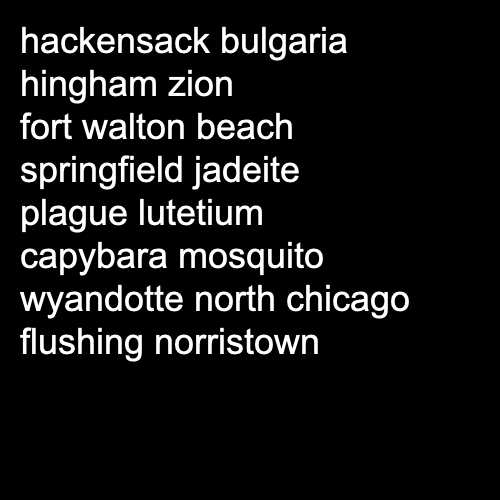 hackensack bulgaria
hingham zion
fort walton beach
springfield jadeite
plague lutetium
capybara mosquito
wyandotte north chicago
flushing norristown